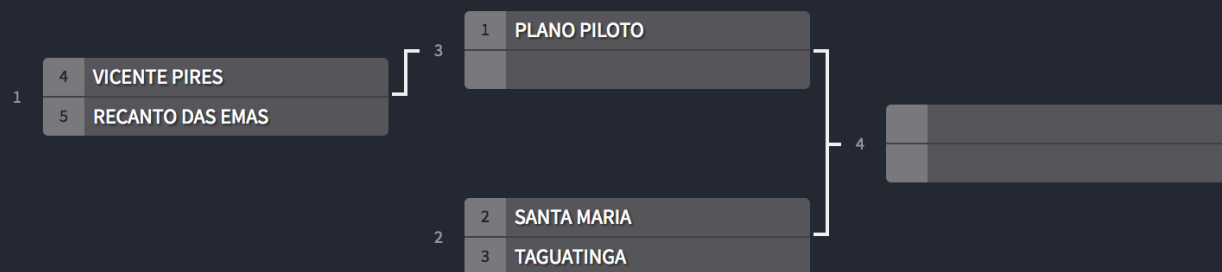 1
4 VICENTE PIRES
5 RECANTO DAS EMAS
3
1 PLANO PILOTO
2
2 SANTA MARIA
3 TAGUATINGA
4